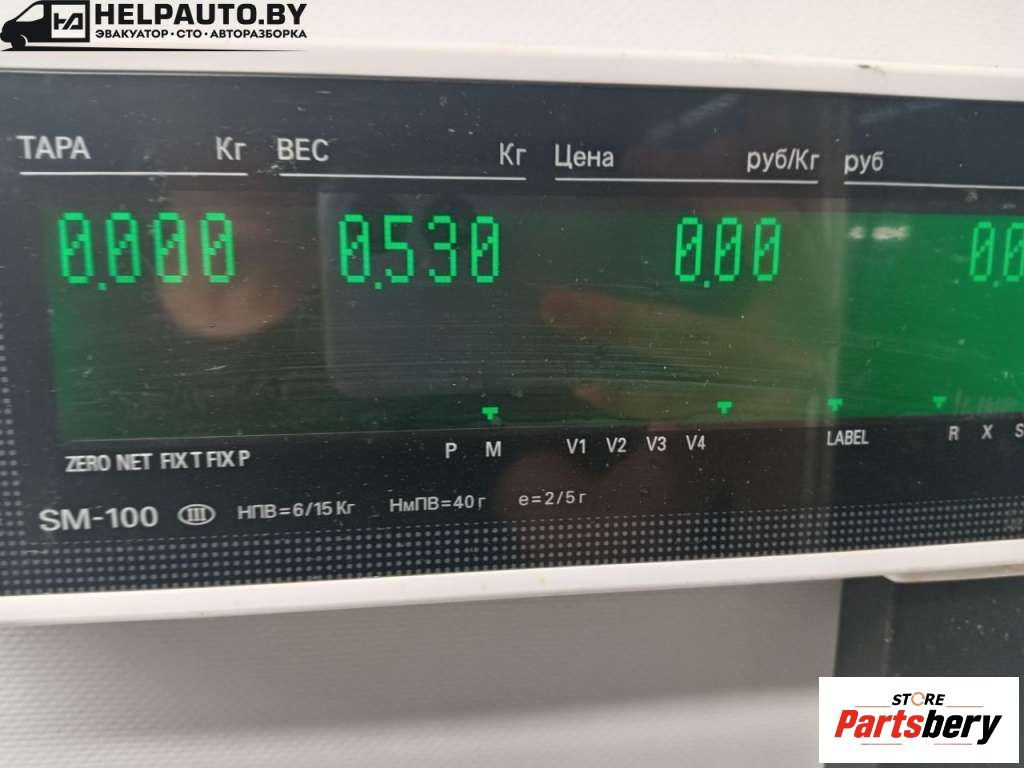 HELPAUTO.BY
ЭВАКУАТОР • СТО • АВТОРАЗБОРКА
ТАРА Кг ВЕС Кг Цена руб/Кг руб
0.000 0.530 0.00 0.0
ZERO NET FIX T FIX P P M V1 V2 V3 V4 LABEL R X S
SM-100 III НПВ=6/15 Кг НмПВ=40 г e=2/5 г
STORE
Partsbery